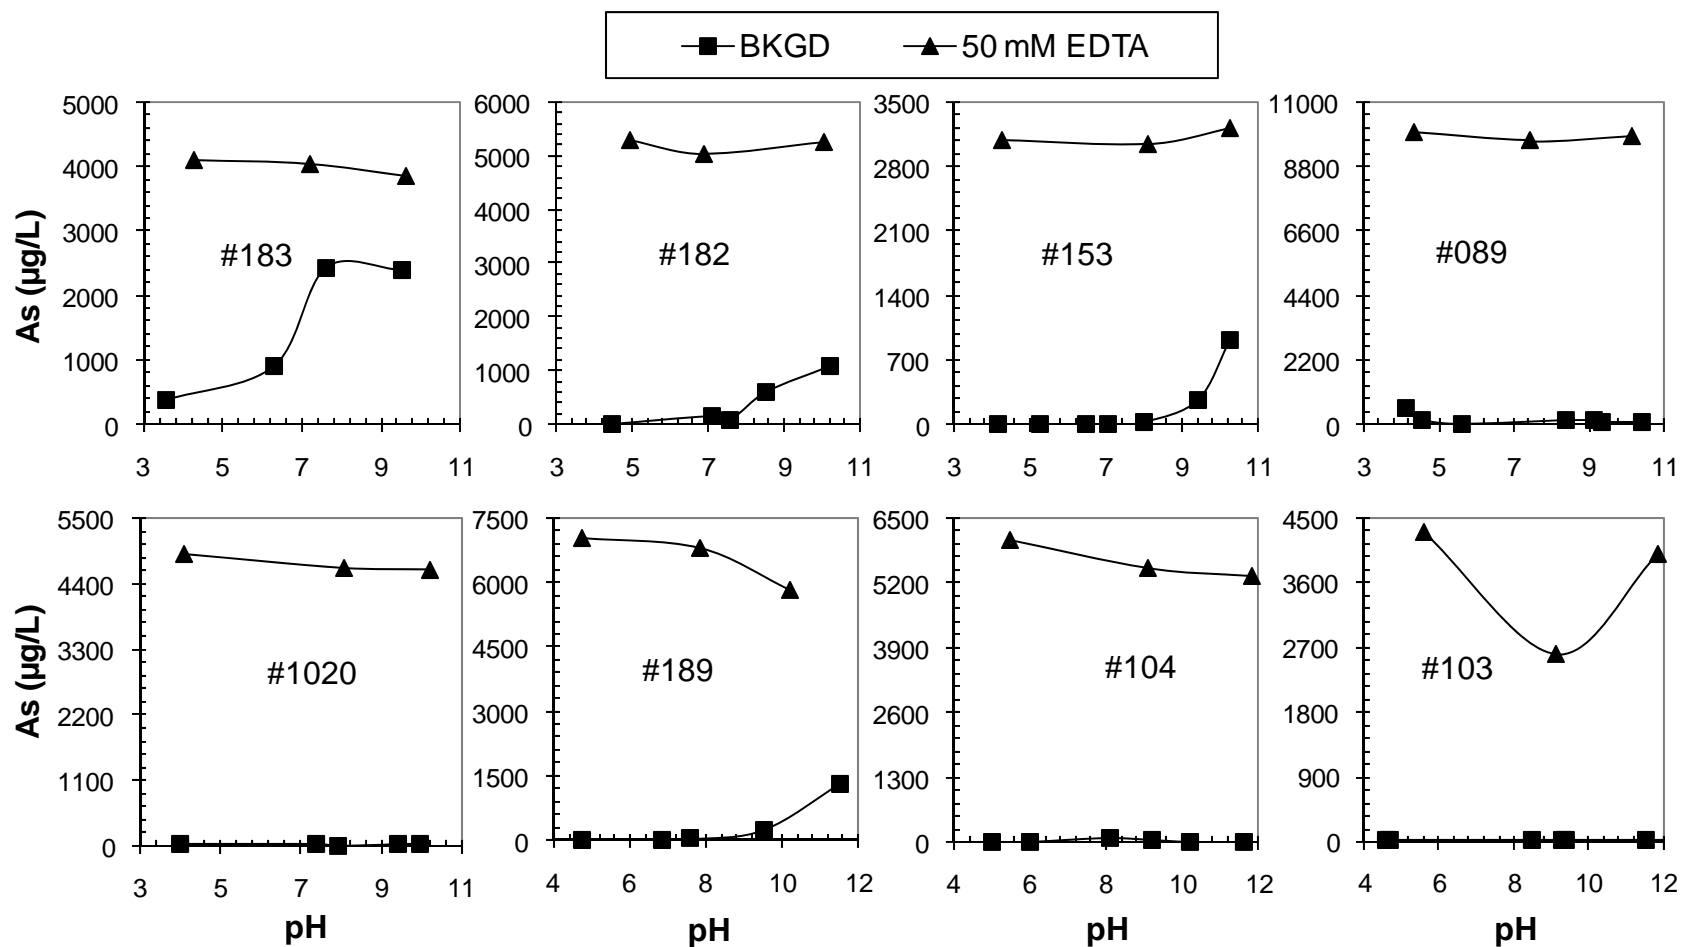 BKGD 50 mM EDTA
5000 6000 3500 11000
4000 5000 2800 8800
4000
3000 #183 3000 #182 2100 #153 6600 #089
2000 2000 1400 4400
1000 1000 700 2200
0 0 0 0
3 5 7 9 11 3 5 7 9 11 3 5 7 9 11 3 5 7 9 11
As (µg/L)
5500 7500 6500 4500
4400 6000 5200 3600
3300 #1020 4500 #189 3900 #104 2700 #103
2200 3000 2600 1800
1100 1500 1300 900
0 0 0 0
3 5 7 9 11 4 6 8 10 12 4 6 8 10 12 4 6 8 10 12
As (µg/L)
pH pH pH pH